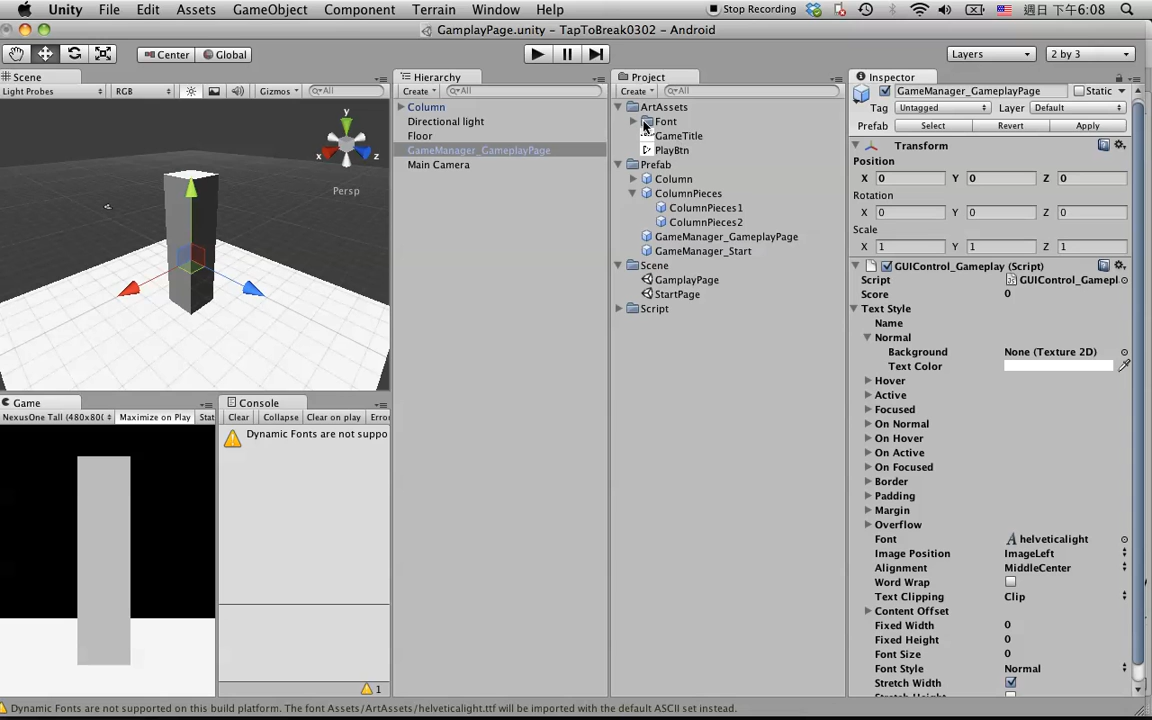 Unity File Edit Assets GameObject Component Terrain Window Help Stop Recording 週日 下午6:08
GamplayPage.unity - TapToBreak0302 - Android
Center Global Layers 2 by 3
Scene
Light Probes RGB Gizmos All
y
x z
Persp
Game
NexusOne Tall (480x80 Maximize on Play Stat
Console
Clear Collapse Clear on play Erro
Dynamic Fonts are not suppo
1
Hierarchy
Create All
Column
Directional light
Floor
GameManager_GameplayPage
Main Camera
Project
Create All
ArtAssets
Font
GameTitle
PlayBtn
Prefab
Column
ColumnPieces
ColumnPieces1
ColumnPieces2
GameManager_GameplayPage
GameManager_Start
Scene
GamplayPage
StartPage
Script
Inspector
GameManager_GameplayPage Static
Tag Untagged Layer Default
Prefab Select Revert Apply
Transform
Position
X 0 Y 0 Z 0
Rotation
X 0 Y 0 Z 0
Scale
X 1 Y 1 Z 1
GUIControl_Gameplay (Script)
Script GUIControl_Gamepl
Score 0
Text Style
Name
Normal
Background None (Texture 2D)
Text Color
Hover
Active
Focused
On Normal
On Hover
On Active
On Focused
Border
Padding
Margin
Overflow
Font helveticalight
Image Position ImageLeft
Alignment MiddleCenter
Word Wrap
Text Clipping Clip
Content Offset
Fixed Width 0
Fixed Height 0
Font Size 0
Font Style Normal
Stretch Width
Dynamic Fonts are not supported on this build platform. The font Assets/ArtAssets/helveticalight.ttf will be imported with the default ASCII set instead.